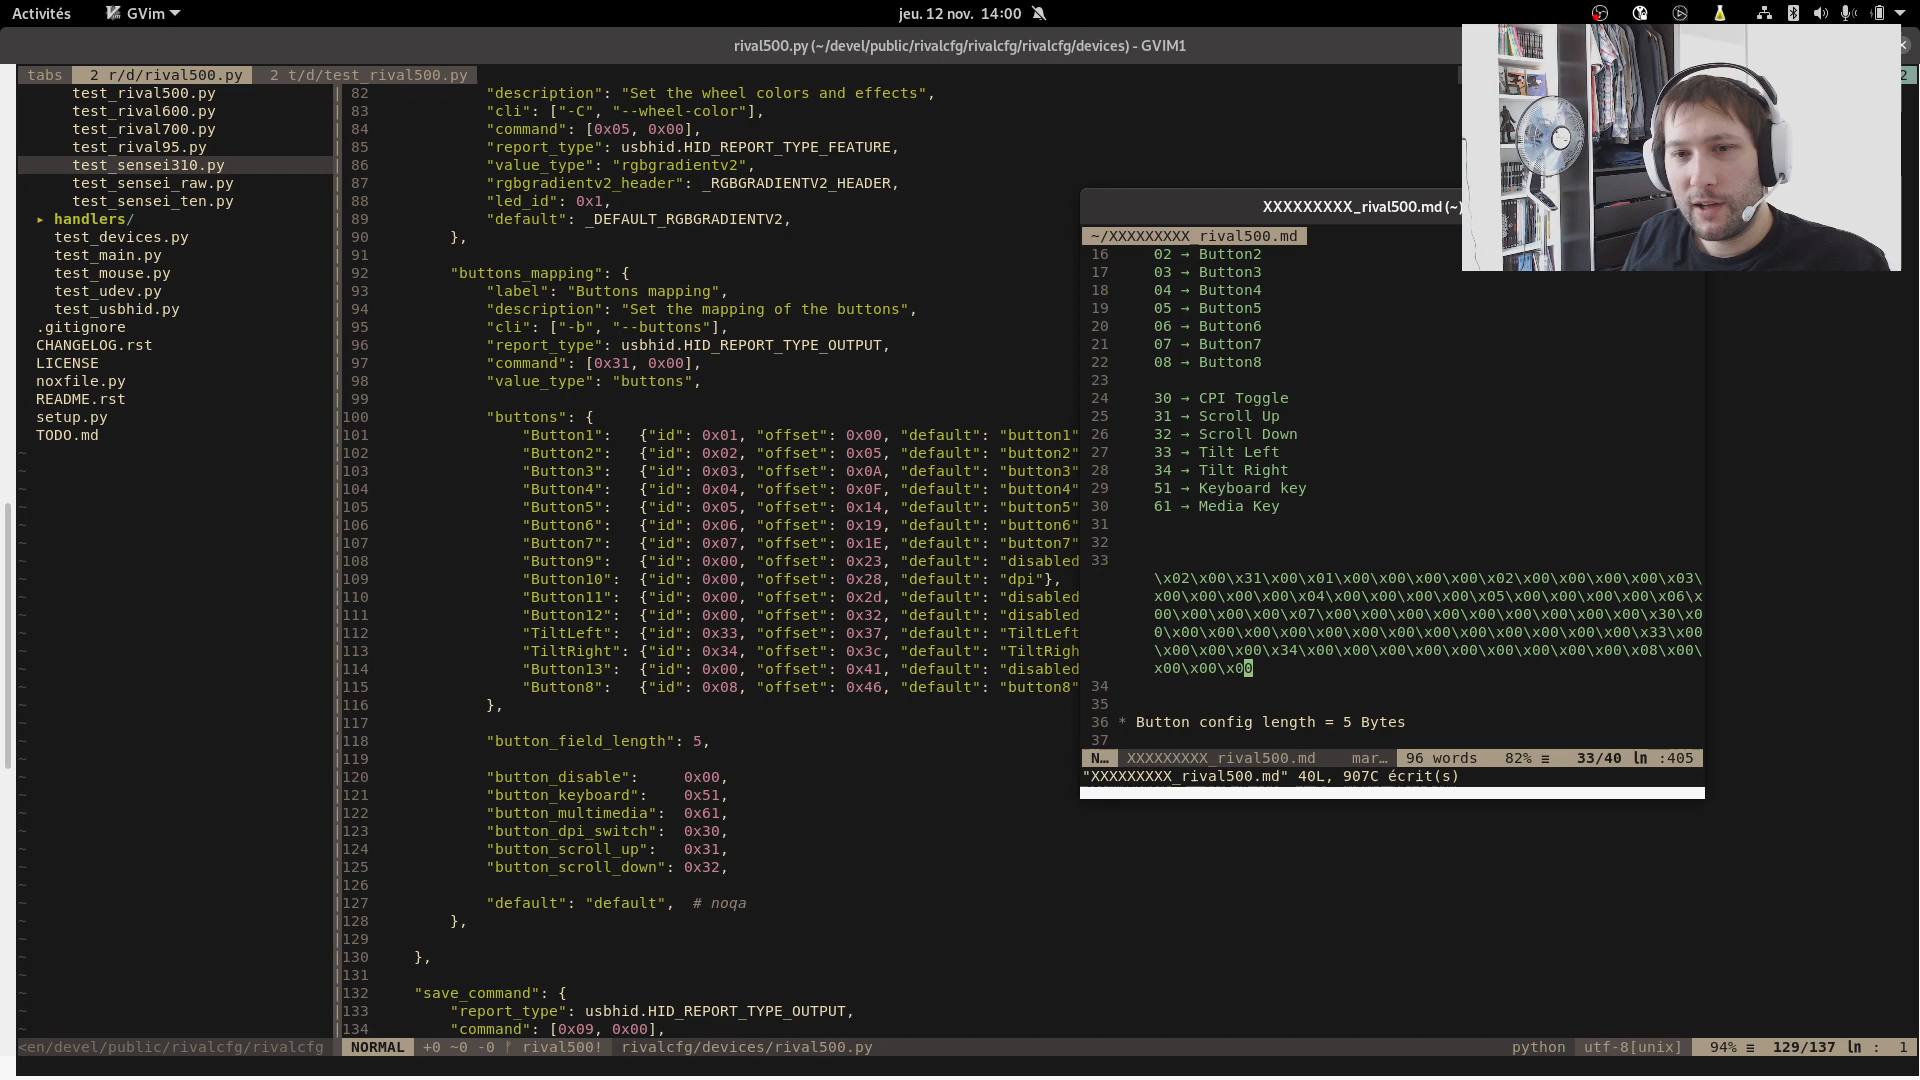 Activités GVim jeu. 12 nov. 14:00
rival500.py (~/devel/public/rivalcfg/rivalcfg/rivalcfg/devices) - GVIM1
tabs 2 r/d/rival500.py 2 t/d/test_rival500.py 2
test_rival500.py
test_rival600.py
test_rival700.py
test_rival95.py
test_sensei310.py
test_sensei_raw.py
test_sensei_ten.py
▸ handlers/
test_devices.py
test_main.py
test_mouse.py
test_udev.py
test_usbhid.py
.gitignore
CHANGELOG.rst
LICENSE
noxfile.py
README.rst
setup.py
TODO.md
82 "description": "Set the wheel colors and effects",
83 "cli": ["-C", "--wheel-color"],
84 "command": [0x05, 0x00],
85 "report_type": usbhid.HID_REPORT_TYPE_FEATURE,
86 "value_type": "rgbgradientv2",
87 "rgbgradientv2_header": _RGBGRADIENTV2_HEADER,
88 "led_id": 0x1,
89 "default": _DEFAULT_RGBGRADIENTV2,
90 },
91
92 "buttons_mapping": {
93 "label": "Buttons mapping",
94 "description": "Set the mapping of the buttons",
95 "cli": ["-b", "--buttons"],
96 "report_type": usbhid.HID_REPORT_TYPE_OUTPUT,
97 "command": [0x31, 0x00],
98 "value_type": "buttons",
99
100 "buttons": {
101 "Button1": {"id": 0x01, "offset": 0x00, "default": "button1"
102 "Button2": {"id": 0x02, "offset": 0x05, "default": "button2"
103 "Button3": {"id": 0x03, "offset": 0x0A, "default": "button3"
104 "Button4": {"id": 0x04, "offset": 0x0F, "default": "button4"
105 "Button5": {"id": 0x05, "offset": 0x14, "default": "button5"
106 "Button6": {"id": 0x06, "offset": 0x19, "default": "button6"
107 "Button7": {"id": 0x07, "offset": 0x1E, "default": "button7"
108 "Button9": {"id": 0x00, "offset": 0x23, "default": "disabled
109 "Button10": {"id": 0x00, "offset": 0x28, "default": "dpi"},
110 "Button11": {"id": 0x00, "offset": 0x2d, "default": "disabled
111 "Button12": {"id": 0x00, "offset": 0x32, "default": "disabled
112 "TiltLeft": {"id": 0x33, "offset": 0x37, "default": "TiltLeft
113 "TiltRight": {"id": 0x34, "offset": 0x3c, "default": "TiltRigh
114 "Button13": {"id": 0x00, "offset": 0x41, "default": "disabled
115 "Button8": {"id": 0x08, "offset": 0x46, "default": "button8"
116 },
117
118 "button_field_length": 5,
119
120 "button_disable": 0x00,
121 "button_keyboard": 0x51,
122 "button_multimedia": 0x61,
123 "button_dpi_switch": 0x30,
124 "button_scroll_up": 0x31,
125 "button_scroll_down": 0x32,
126
127 "default": "default", # noqa
128 },
129
130 },
131
132 "save_command": {
133 "report_type": usbhid.HID_REPORT_TYPE_OUTPUT,
134 "command": [0x09, 0x00],
XXXXXXXXX_rival500.md (~)
~/XXXXXXXXX_rival500.md
16 02 → Button2
17 03 → Button3
18 04 → Button4
19 05 → Button5
20 06 → Button6
21 07 → Button7
22 08 → Button8
23
24 30 → CPI Toggle
25 31 → Scroll Up
26 32 → Scroll Down
27 33 → Tilt Left
28 34 → Tilt Right
29 51 → Keyboard key
30 61 → Media Key
31
32
33
\x02\x00\x31\x00\x01\x00\x00\x00\x00\x02\x00\x00\x00\x00\x03\
x00\x00\x00\x00\x04\x00\x00\x00\x00\x05\x00\x00\x00\x00\x06\x
00\x00\x00\x00\x07\x00\x00\x00\x00\x00\x00\x00\x00\x00\x30\x0
0\x00\x00\x00\x00\x00\x00\x00\x00\x00\x00\x00\x00\x00\x33\x00
\x00\x00\x00\x34\x00\x00\x00\x00\x00\x00\x00\x00\x00\x08\x00\
x00\x00\x00
34
35
36 * Button config length = 5 Bytes
37
N… XXXXXXXXX_rival500.md mar… 96 words 82% ≡ 33/40 ln :405
"XXXXXXXXX_rival500.md" 40L, 907C écrit(s)
<en/devel/public/rivalcfg/rivalcfg NORMAL +0 ~0 -0 rival500! rivalcfg/devices/rival500.py python utf-8[unix] 94% ≡ 129/137 ln : 1